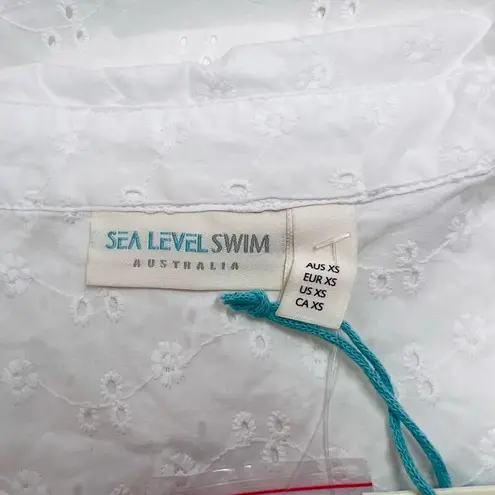 SEA LEVEL SWIM
AUSTRALIA
AUS XS
EUR XS
US XS
CA XS